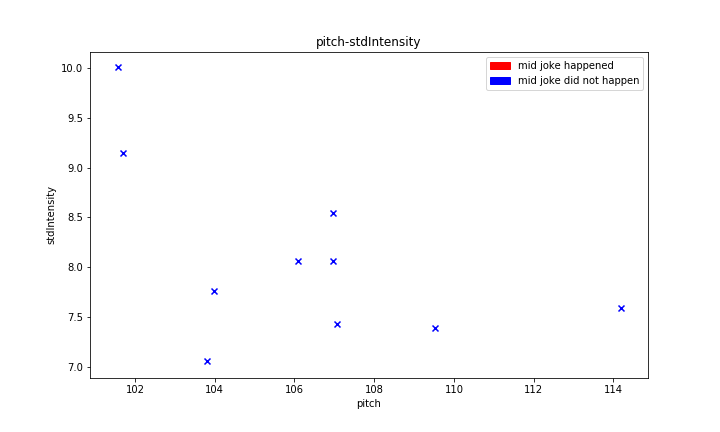 pitch-stdIntensity
mid joke happened
mid joke did not happen
stdIntensity
10.0
9.5
9.0
8.5
8.0
7.5
7.0
102 104 106 108 110 112 114
pitch